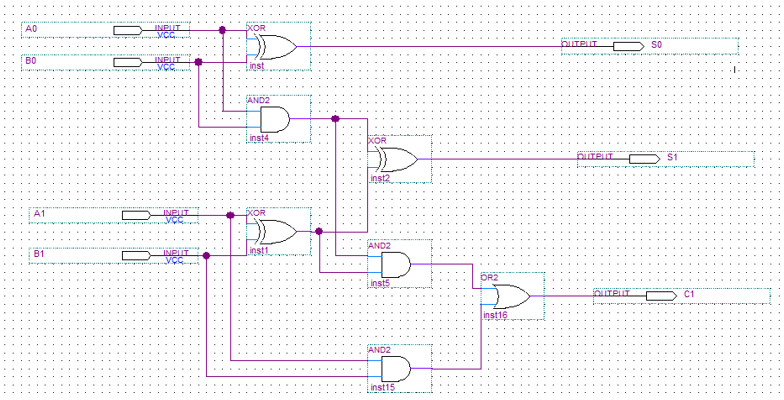 A0 INPUT VCC XOR inst OUTPUT S0
B0 INPUT VCC
AND2
inst4
XOR
inst2
OUTPUT S1
A1 INPUT VCC XOR
inst1
B1 INPUT VCC
AND2
inst5
OR2
inst16
OUTPUT C1
AND2
inst15